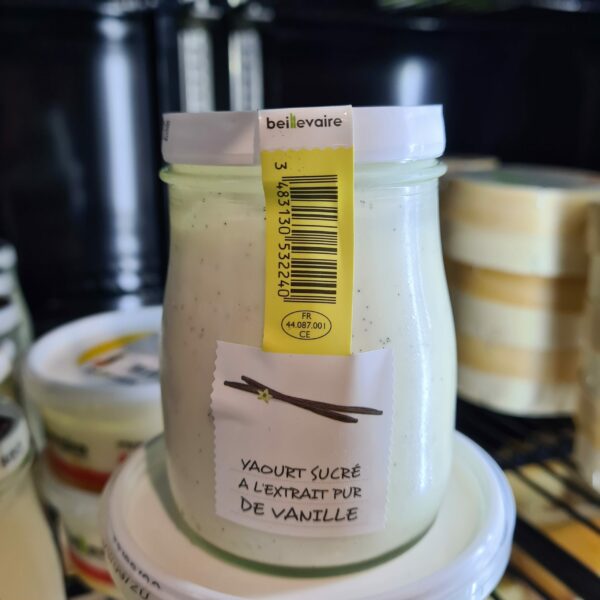 beillevaire
3 483130 532240
FR
44.087.001
CE
YAOURT SUCRÉ
A L'EXTRAIT PUR
DE VANILLE